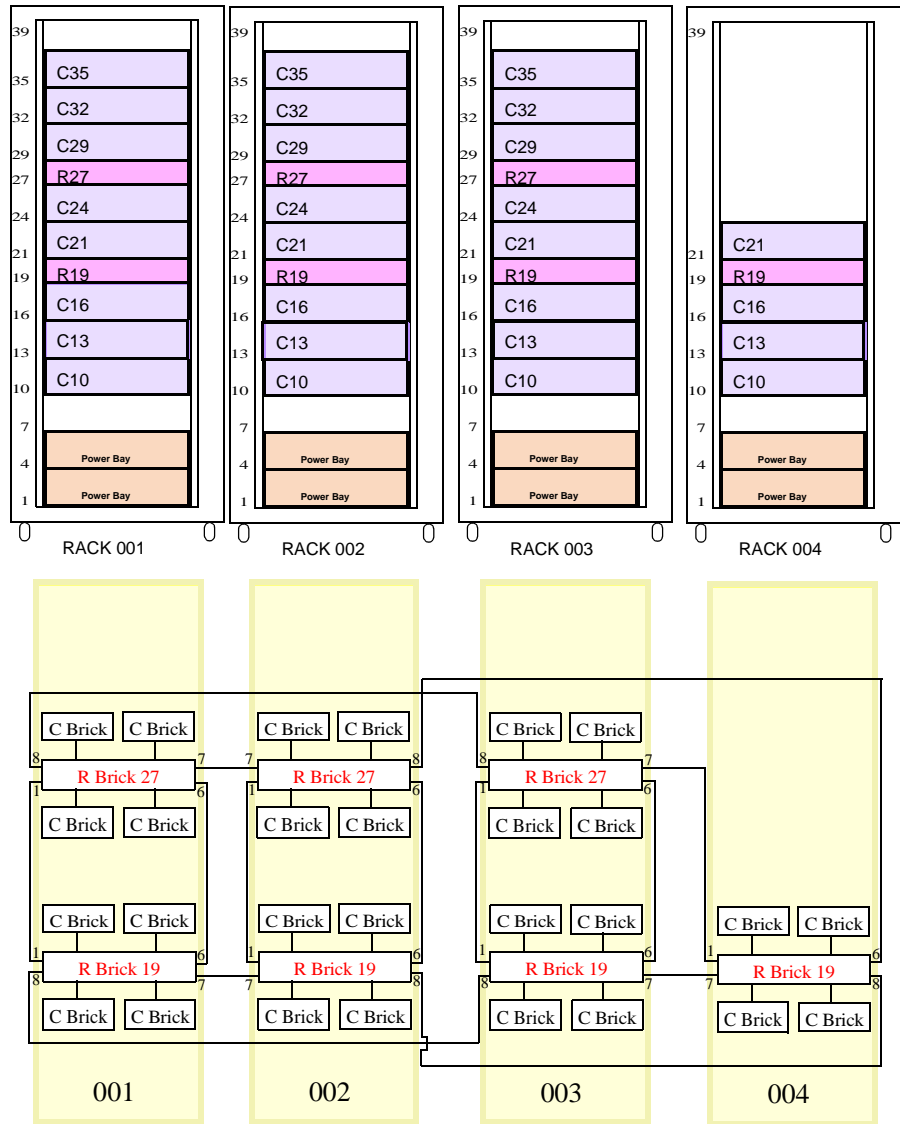 39 39 39 39
C35 C35 C35
35 35 35
C32 C32 C32
32 32 32
C29 C29 C29
29 29 29
R27 R27 R27
27 27 27
C24 C24 C24
24 24 24
C21 C21 C21 C21
21 21 21 21
R19 R19 R19 R19
19 19 19 19
C16 C16 C16 C16
16 16 16 16
C13 C13 C13 C13
13 13 13 13
C10 C10 C10 C10
10 10 10 10
7 7 7 7
Power Bay Power Bay Power Bay Power Bay
4 4 4 4
Power Bay Power Bay Power Bay Power Bay
1 1 1 1
RACK 001 RACK 002 RACK 003 RACK 004
C Brick C Brick C Brick C Brick C Brick C Brick
8 7 7 8 8 7
R Brick 27 R Brick 27 R Brick 27
1 6 1 6 1 6
C Brick C Brick C Brick C Brick C Brick C Brick
C Brick C Brick C Brick C Brick C Brick C Brick C Brick C Brick
1 6 1 6 1 6 1 6
R Brick 19 R Brick 19 R Brick 19 R Brick 19
8 7 7 8 8 7 7 8
C Brick C Brick C Brick C Brick C Brick C Brick C Brick C Brick
001 002 003 004